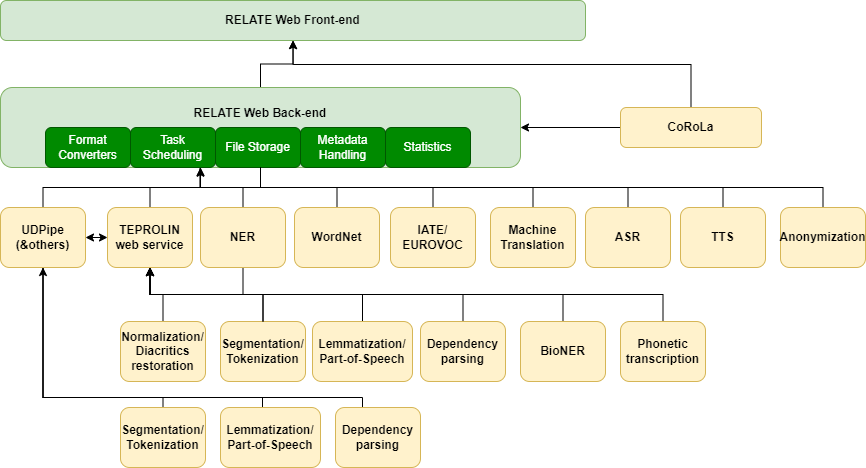 RELATE Web Front-end
RELATE Web Back-end
Format
Converters
Task
Scheduling
File Storage
Metadata
Handling
Statistics
CoRoLa
UDPipe
(&others)
TEPROLIN
web service
NER
WordNet
IATE/
EUROVOC
Machine
Translation
ASR
TTS
Anonymization
Normalization/
Diacritics
restoration
Segmentation/
Tokenization
Lemmatization/
Part-of-Speech
Dependency
parsing
BioNER
Phonetic
transcription
Segmentation/
Tokenization
Lemmatization/
Part-of-Speech
Dependency
parsing